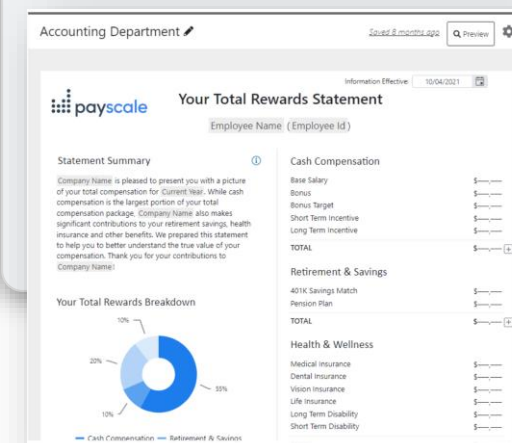 Accounting Department
Saved 8 months ago
Preview
Information Effective: 10/04/2021
payscale
Your Total Rewards Statement
Employee Name (Employee Id)
Statement Summary
Company Name is pleased to present you with a picture
of your total compensation for Current Year. While cash
compensation is the largest portion of your total
compensation package, Company Name also makes
significant contributions to your retirement savings, health
insurance and other benefits. We prepared this statement
to help you to better understand the true value of your
compensation. Thank you for your contributions to
Company Name!
Your Total Rewards Breakdown
10%
20%
10%
55%
Cash Compensation
Retirement & Savings
Cash Compensation
Base Salary $---,---
Bonus $---,---
Bonus Target $---,---
Short Term Incentive $---,---
Long Term Incentive $---,---
TOTAL $---,---
Retirement & Savings
401K Savings Match $---,---
Pension Plan $---,---
TOTAL $---,---
Health & Wellness
Medical Insurance $---,---
Dental Insurance $---,---
Vision Insurance $---,---
Life Insurance $---,---
Long Term Disability $---,---
Short Term Disability $---,---